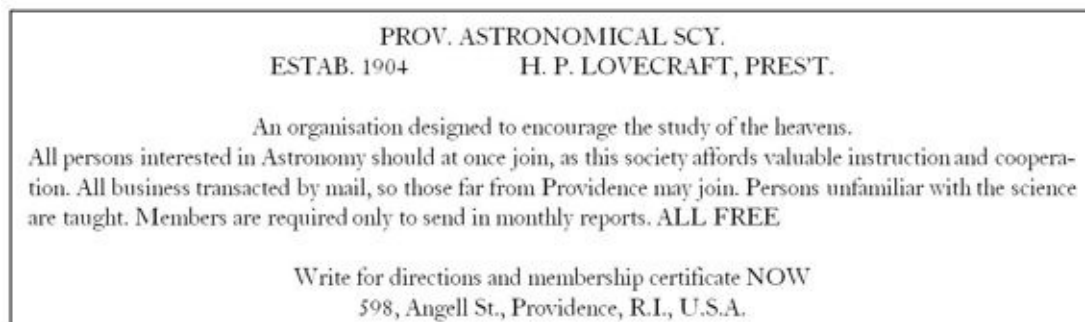 PROV. ASTRONOMICAL SCY.
ESTAB. 1904 H. P. LOVECRAFT, PRES'T.
An organisation designed to encourage the study of the heavens.
All persons interested in Astronomy should at once join, as this society affords valuable instruction and coopera-
tion. All business transacted by mail, so those far from Providence may join. Persons unfamiliar with the science
are taught. Members are required only to send in monthly reports. ALL FREE
Write for directions and membership certificate NOW
598, Angell St., Providence, R.I., U.S.A.